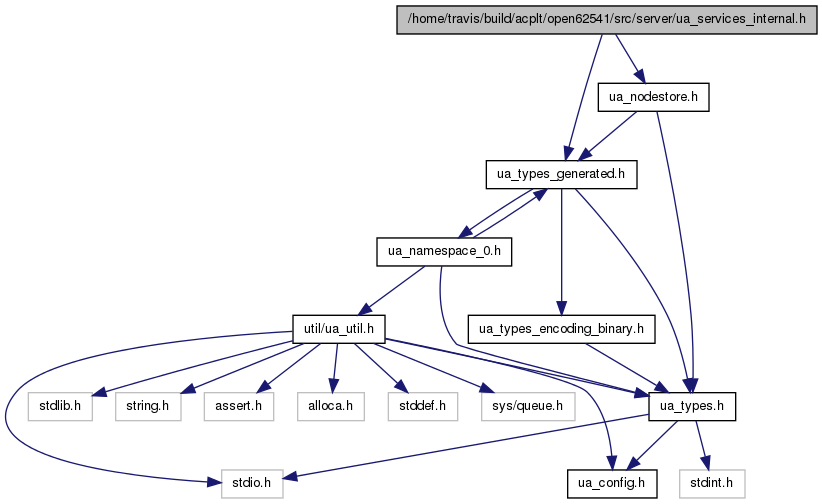 /home/travis/build/acplt/open62541/src/server/ua_services_internal.h
ua_nodestore.h
ua_types_generated.h
ua_namespace_0.h
util/ua_util.h
ua_types_encoding_binary.h
stdlib.h
string.h
assert.h
alloca.h
stddef.h
sys/queue.h
ua_types.h
stdio.h
ua_config.h
stdint.h